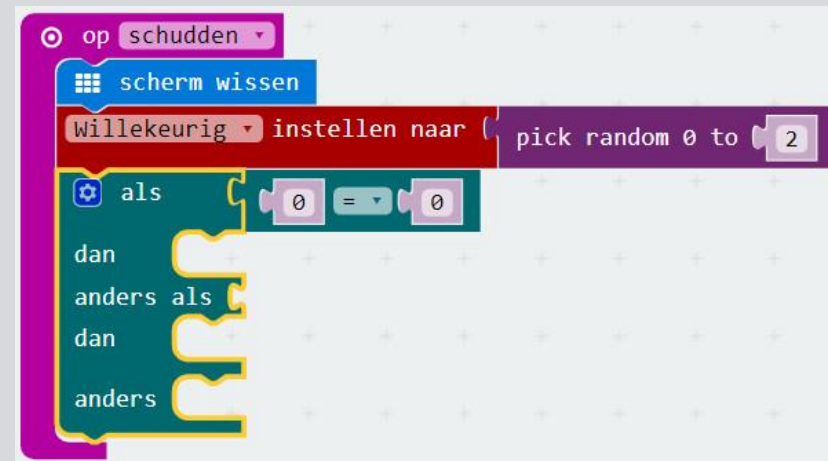 op schudden
scherm wissen
Willekeurig instellen naar pick random 0 to 2
als 0 = 0
dan
anders als
dan
anders